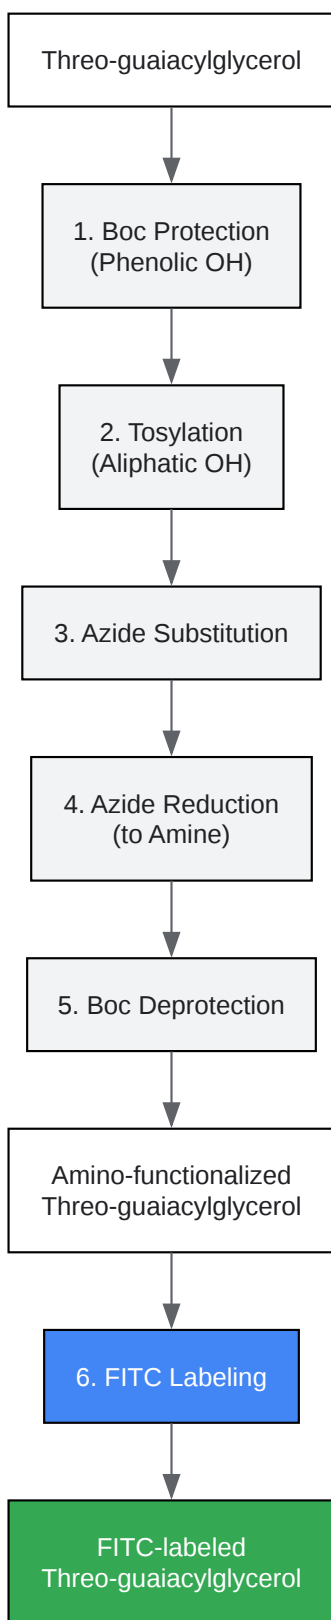 Threo-guaiacylglycerol
1. Boc Protection
(Phenolic OH)
2. Tosylation
(Aliphatic OH)
3. Azide Substitution
4. Azide Reduction
(to Amine)
5. Boc Deprotection
Amino-functionalized
Threo-guaiacylglycerol
6. FITC Labeling
FITC-labeled
Threo-guaiacylglycerol